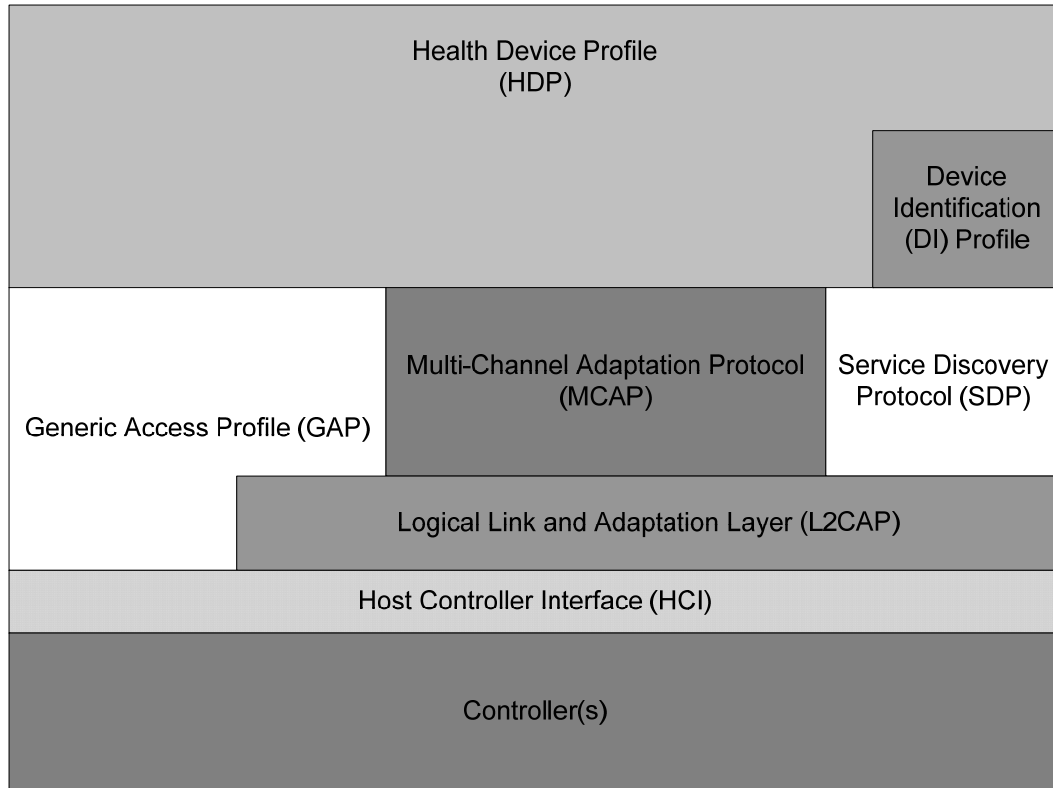 Health Device Profile
(HDP)
Device
Identification
(DI) Profile
Multi-Channel Adaptation Protocol
(MCAP)
Service Discovery
Protocol (SDP)
Generic Access Profile (GAP)
Logical Link and Adaptation Layer (L2CAP)
Host Controller Interface (HCI)
Controller(s)